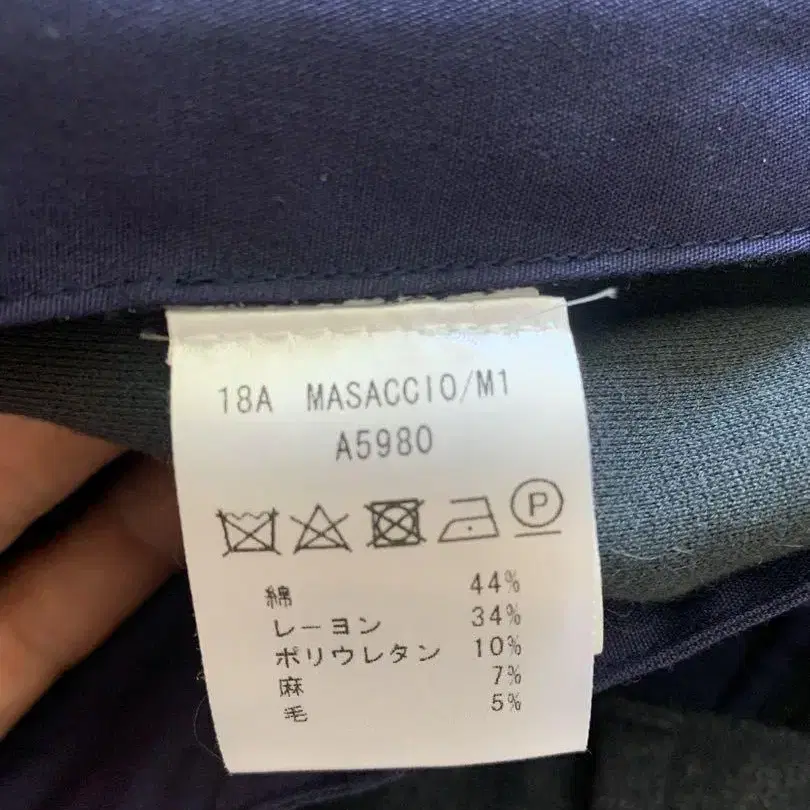 18A MASACCIO/M1
A5980
P
綿 44%
レーヨン 34%
ポリウレタン 10%
麻 7%
毛 5%